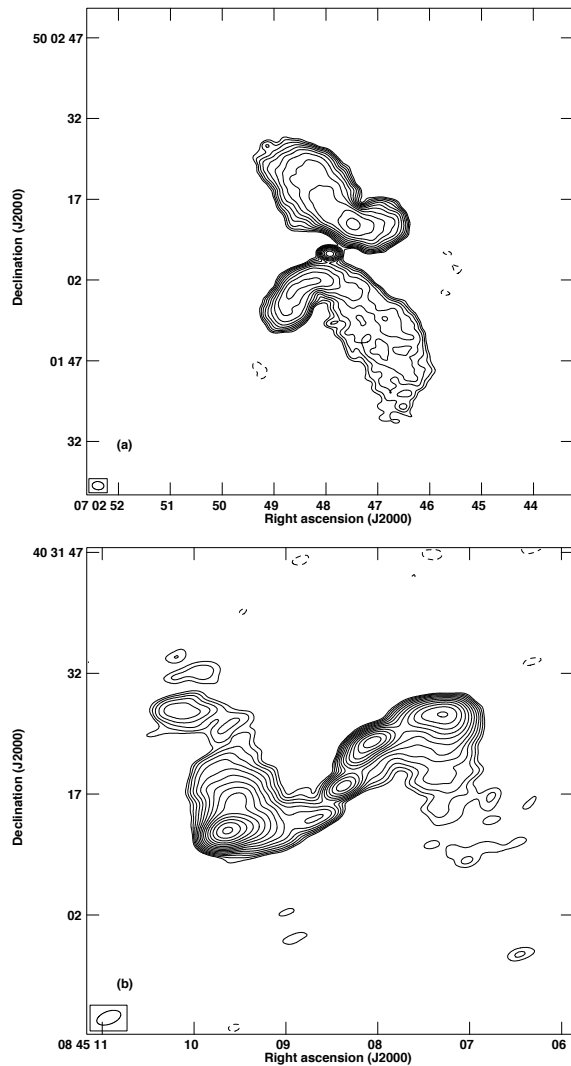 50 02 47
32
17
02
01 47
32
Declination (J2000)
(a)
07 02 52 51 50 49 48 47 46 45 44
Right ascension (J2000)
40 31 47
32
17
02
Declination (J2000)
(b)
08 45 11 10 09 08 07 06
Right ascension (J2000)